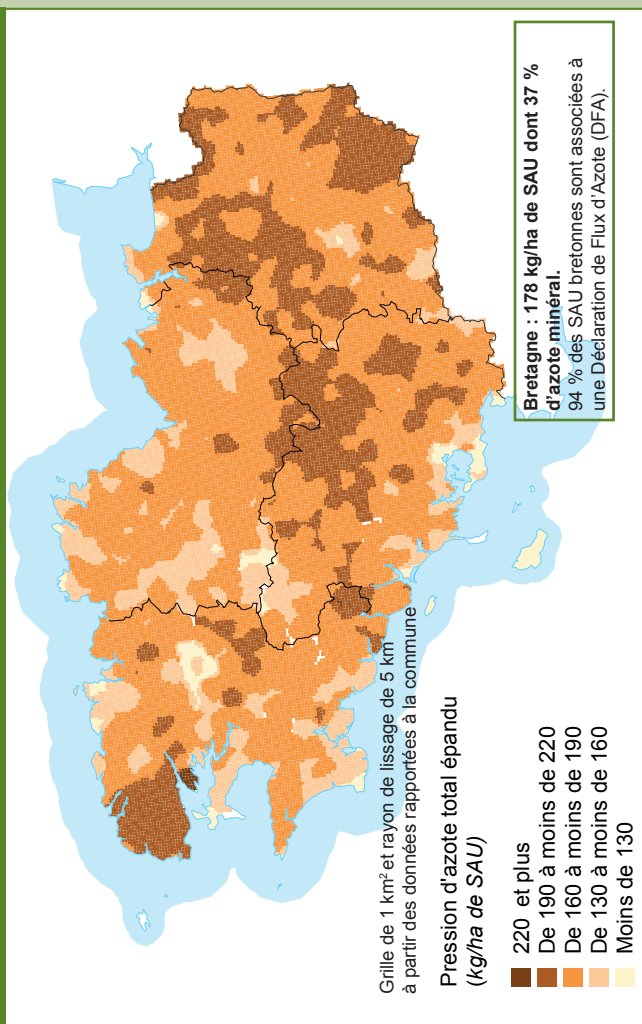 Bretagne : 178 kg/ha de SAU dont 37 %
d'azote minéral.
94 % des SAU bretonnes sont associées à
une Déclaration de Flux d'Azote (DFA).
Grille de 1 km² et rayon de lissage de 5 km
à partir des données rapportées à la commune
Pression d'azote total épandu
(kg/ha de SAU)
220 et plus
De 190 à moins de 220
De 160 à moins de 190
De 130 à moins de 160
Moins de 130